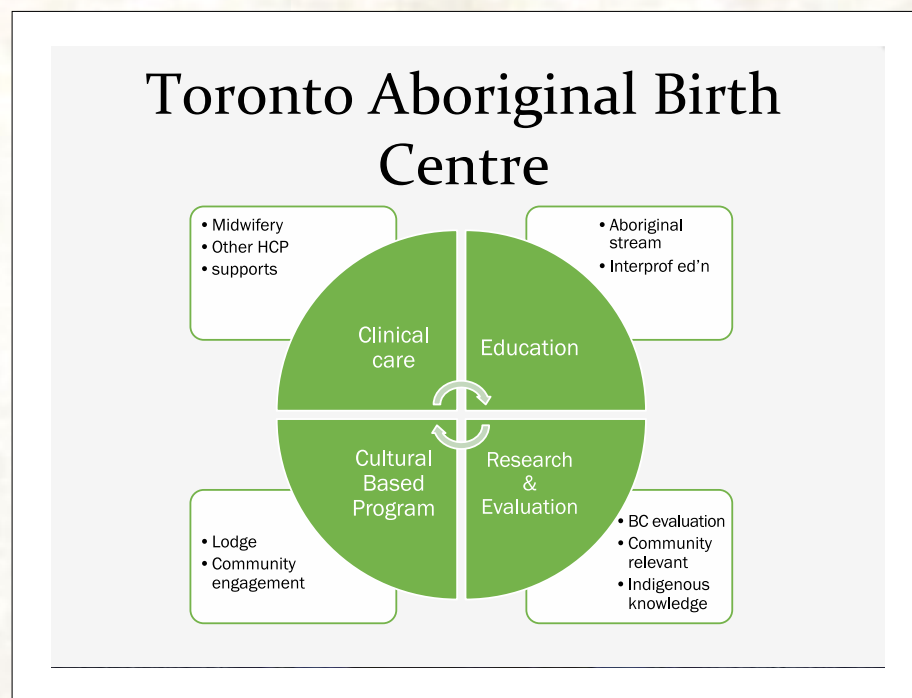 Toronto Aboriginal Birth
Centre
• Midwifery
• Other HCP
• supports
• Aboriginal
stream
• Interprof ed’n
Clinical
care
Education
Cultural
Based
Program
Research
&
Evaluation
• Lodge
• Community
engagement
• BC evaluation
• Community
relevant
• Indigenous
knowledge